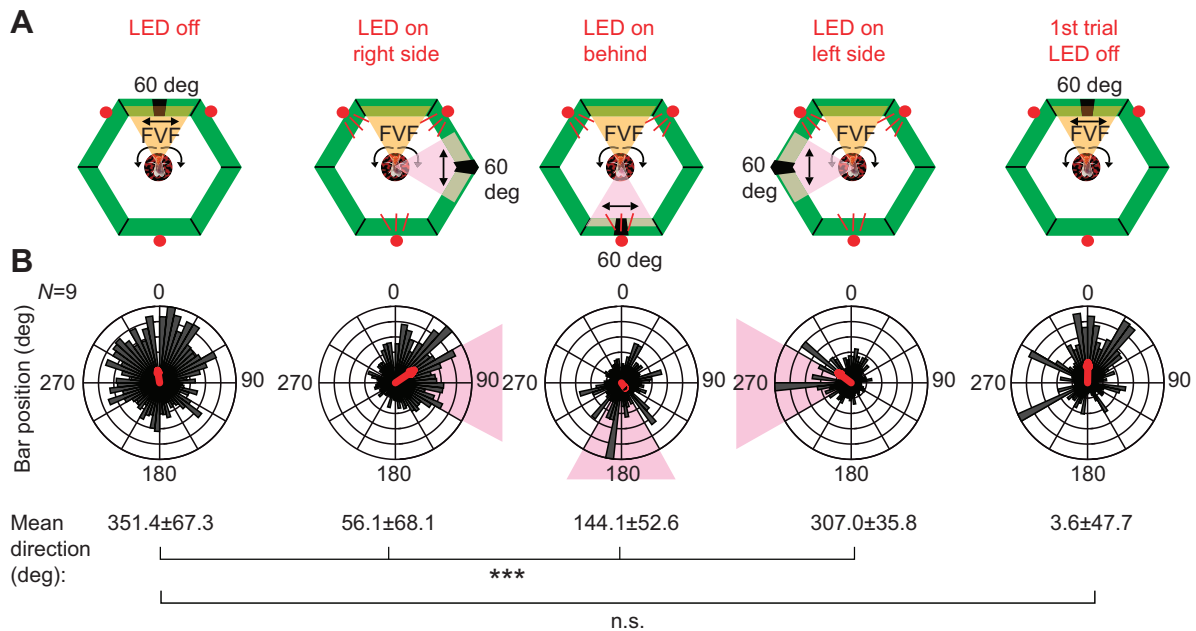 A
LED off
LED on
right side
LED on
behind
LED on
left side
1st trial
LED off
60 deg
FVF
FVF
60
deg
FVF
60 deg
FVF
60
deg
60 deg
FVF
B
N=9
Bar position (deg)
0
90
180
270
0
90
180
270
0
90
180
270
0
90
180
270
0
90
180
270
Mean
direction
(deg):
351.4±67.3
56.1±68.1
144.1±52.6
307.0±35.8
3.6±47.7
***
n.s.